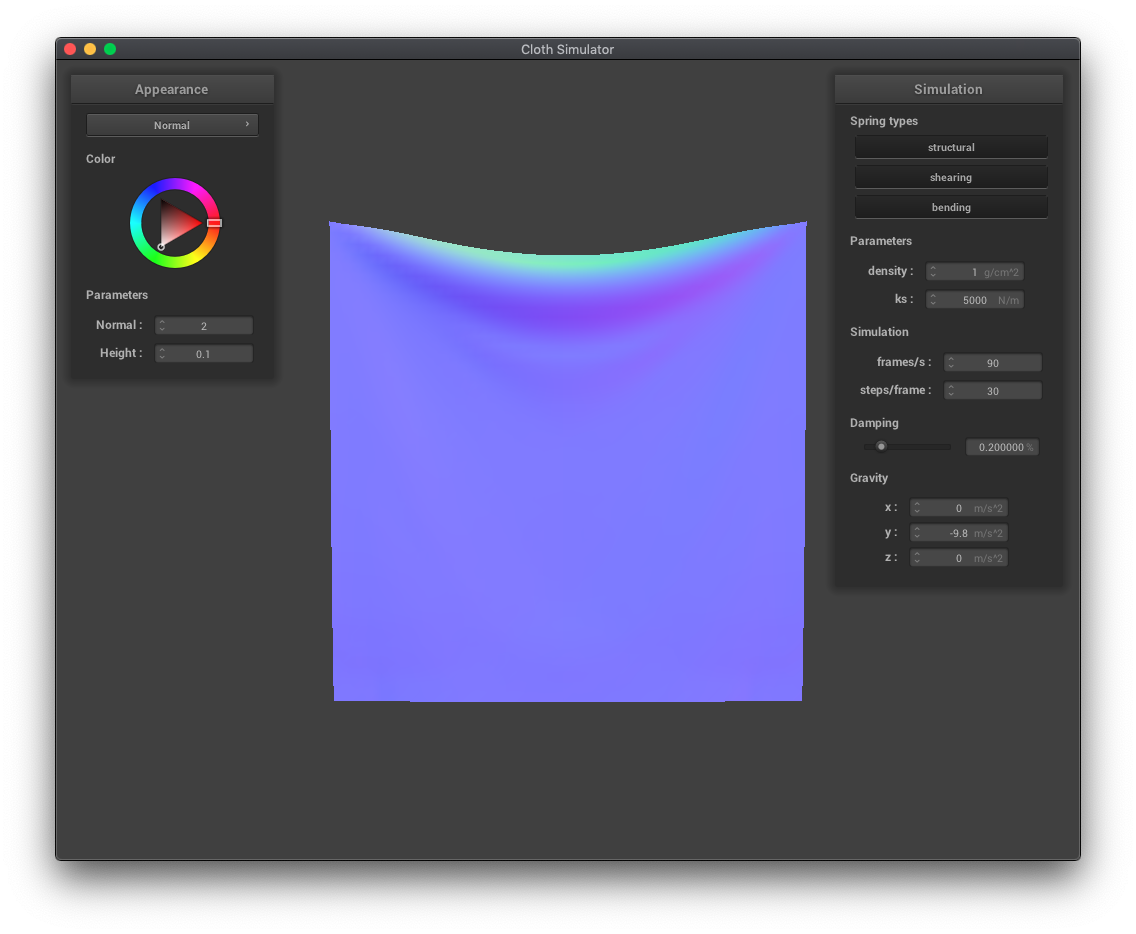 Cloth Simulator
Appearance
Normal
Color
Parameters
Normal : 2
Height : 0.1
Simulation
Spring types
structural
shearing
bending
Parameters
density : 1 g/cm^2
ks : 5000 N/m
Simulation
frames/s : 90
steps/frame : 30
Damping
0.200000 %
Gravity
x : 0 m/s^2
y : -9.8 m/s^2
z : 0 m/s^2